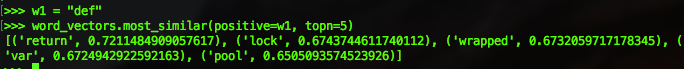 >>> w1 = "def"
>>> word_vectors.most_similar(positive=w1, topn=5)
[('return', 0.7211484909057617), ('lock', 0.6743744611740112), ('wrapped', 0.6732059717178345), (
'var', 0.6724942922592163), ('pool', 0.6505093574523926)]